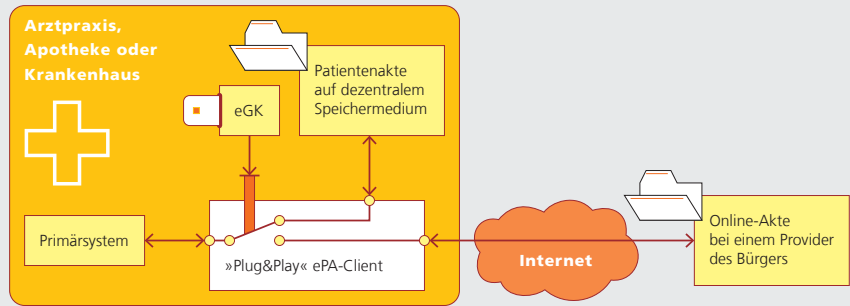 Arztpraxis,
Apotheke oder
Krankenhaus
Patientenakte
auf dezentralem
Speichermedium
eGK
Primärsystem
»Plug&Play« ePA-Client
Internet
Online-Akte
bei einem Provider
des Bürgers